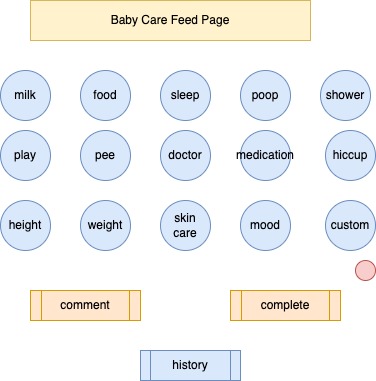 Baby Care Feed Page
milk
food
sleep
poop
shower
play
pee
doctor
medication
hiccup
height
weight
skin
care
mood
custom
comment
complete
history